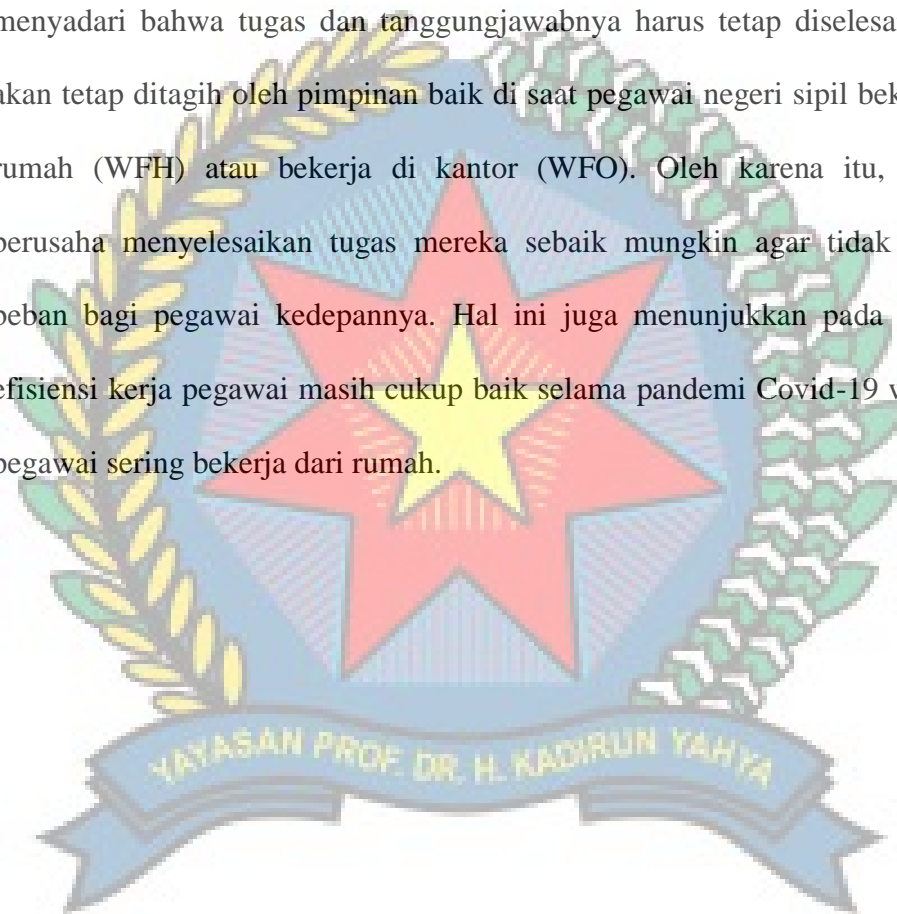 menyadari bahwa tugas dan tanggungjawabnya harus tetap
akan tetap ditagih oleh pimpinan baik di saat pegawai negeri sipil
rumah (WFH) atau bekerja di kantor (WFO). Oleh karena itu,
berusaha menyelesaikan tugas mereka sebaik mungkin agar tidak
beban bagi pegawai kedepannya. Hal ini juga menunjukkan pada
efisiensi kerja pegawai masih cukup baik selama pandemi Covid-19
pegawai sering bekerja dari rumah.
YAYASAN PROF. DR. H. KADIRUN YAHYA